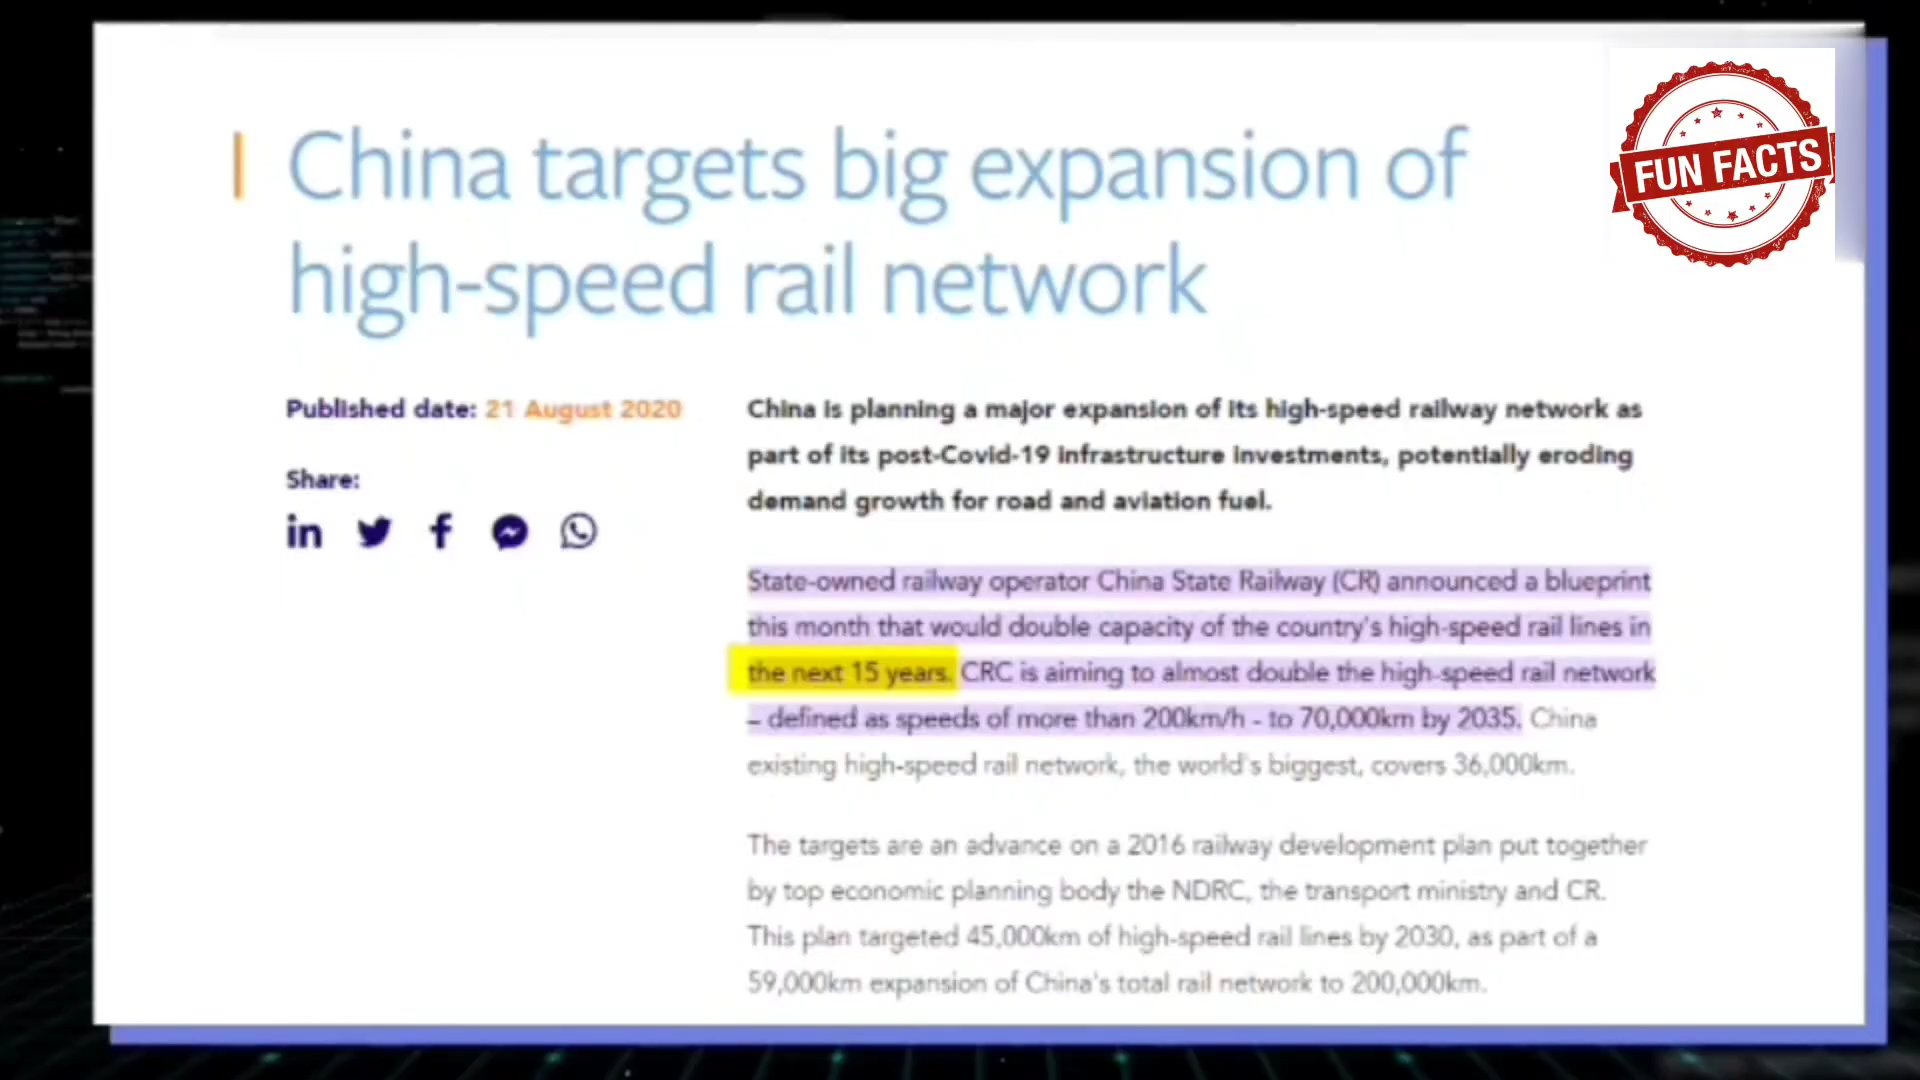 FUN FACTS
China targets big expansion of
high-speed rail network
Published date: 21 August 2020
Share:
China is planning a major expansion of its high-speed railway network as
part of its post-Covid-19 infrastructure investments, potentially eroding
demand growth for road and aviation fuel.
State-owned railway operator China State Railway (CR) announced a blueprint
this month that would double capacity of the country's high-speed rail lines in
the next 15 years. CRC is aiming to almost double the high-speed rail network
– defined as speeds of more than 200km/h - to 70,000km by 2035. China
existing high-speed rail network, the world's biggest, covers 36,000km.
The targets are an advance on a 2016 railway development plan put together
by top economic planning body the NDRC, the transport ministry and CR.
This plan targeted 45,000km of high-speed rail lines by 2030, as part of a
59,000km expansion of China's total rail network to 200,000km.